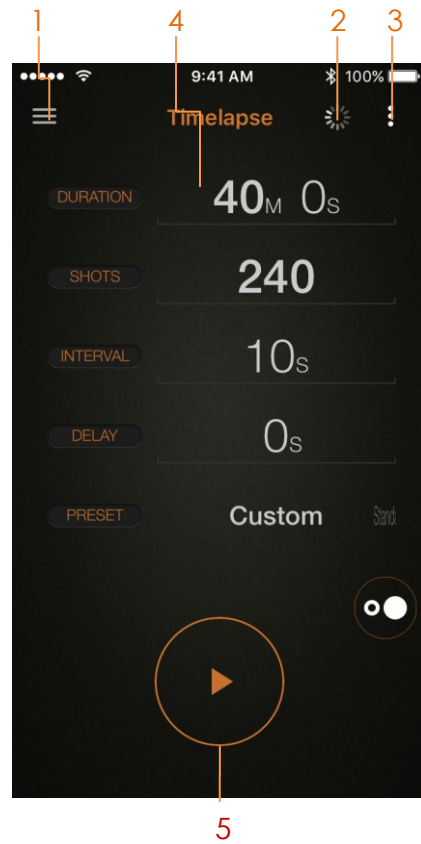 1 4 2 3
9:41 AM 100%
Timelapse
DURATION 40M 0S
SHOTS 240
INTERVAL 10S
DELAY 0S
PRESET Custom Stand
5